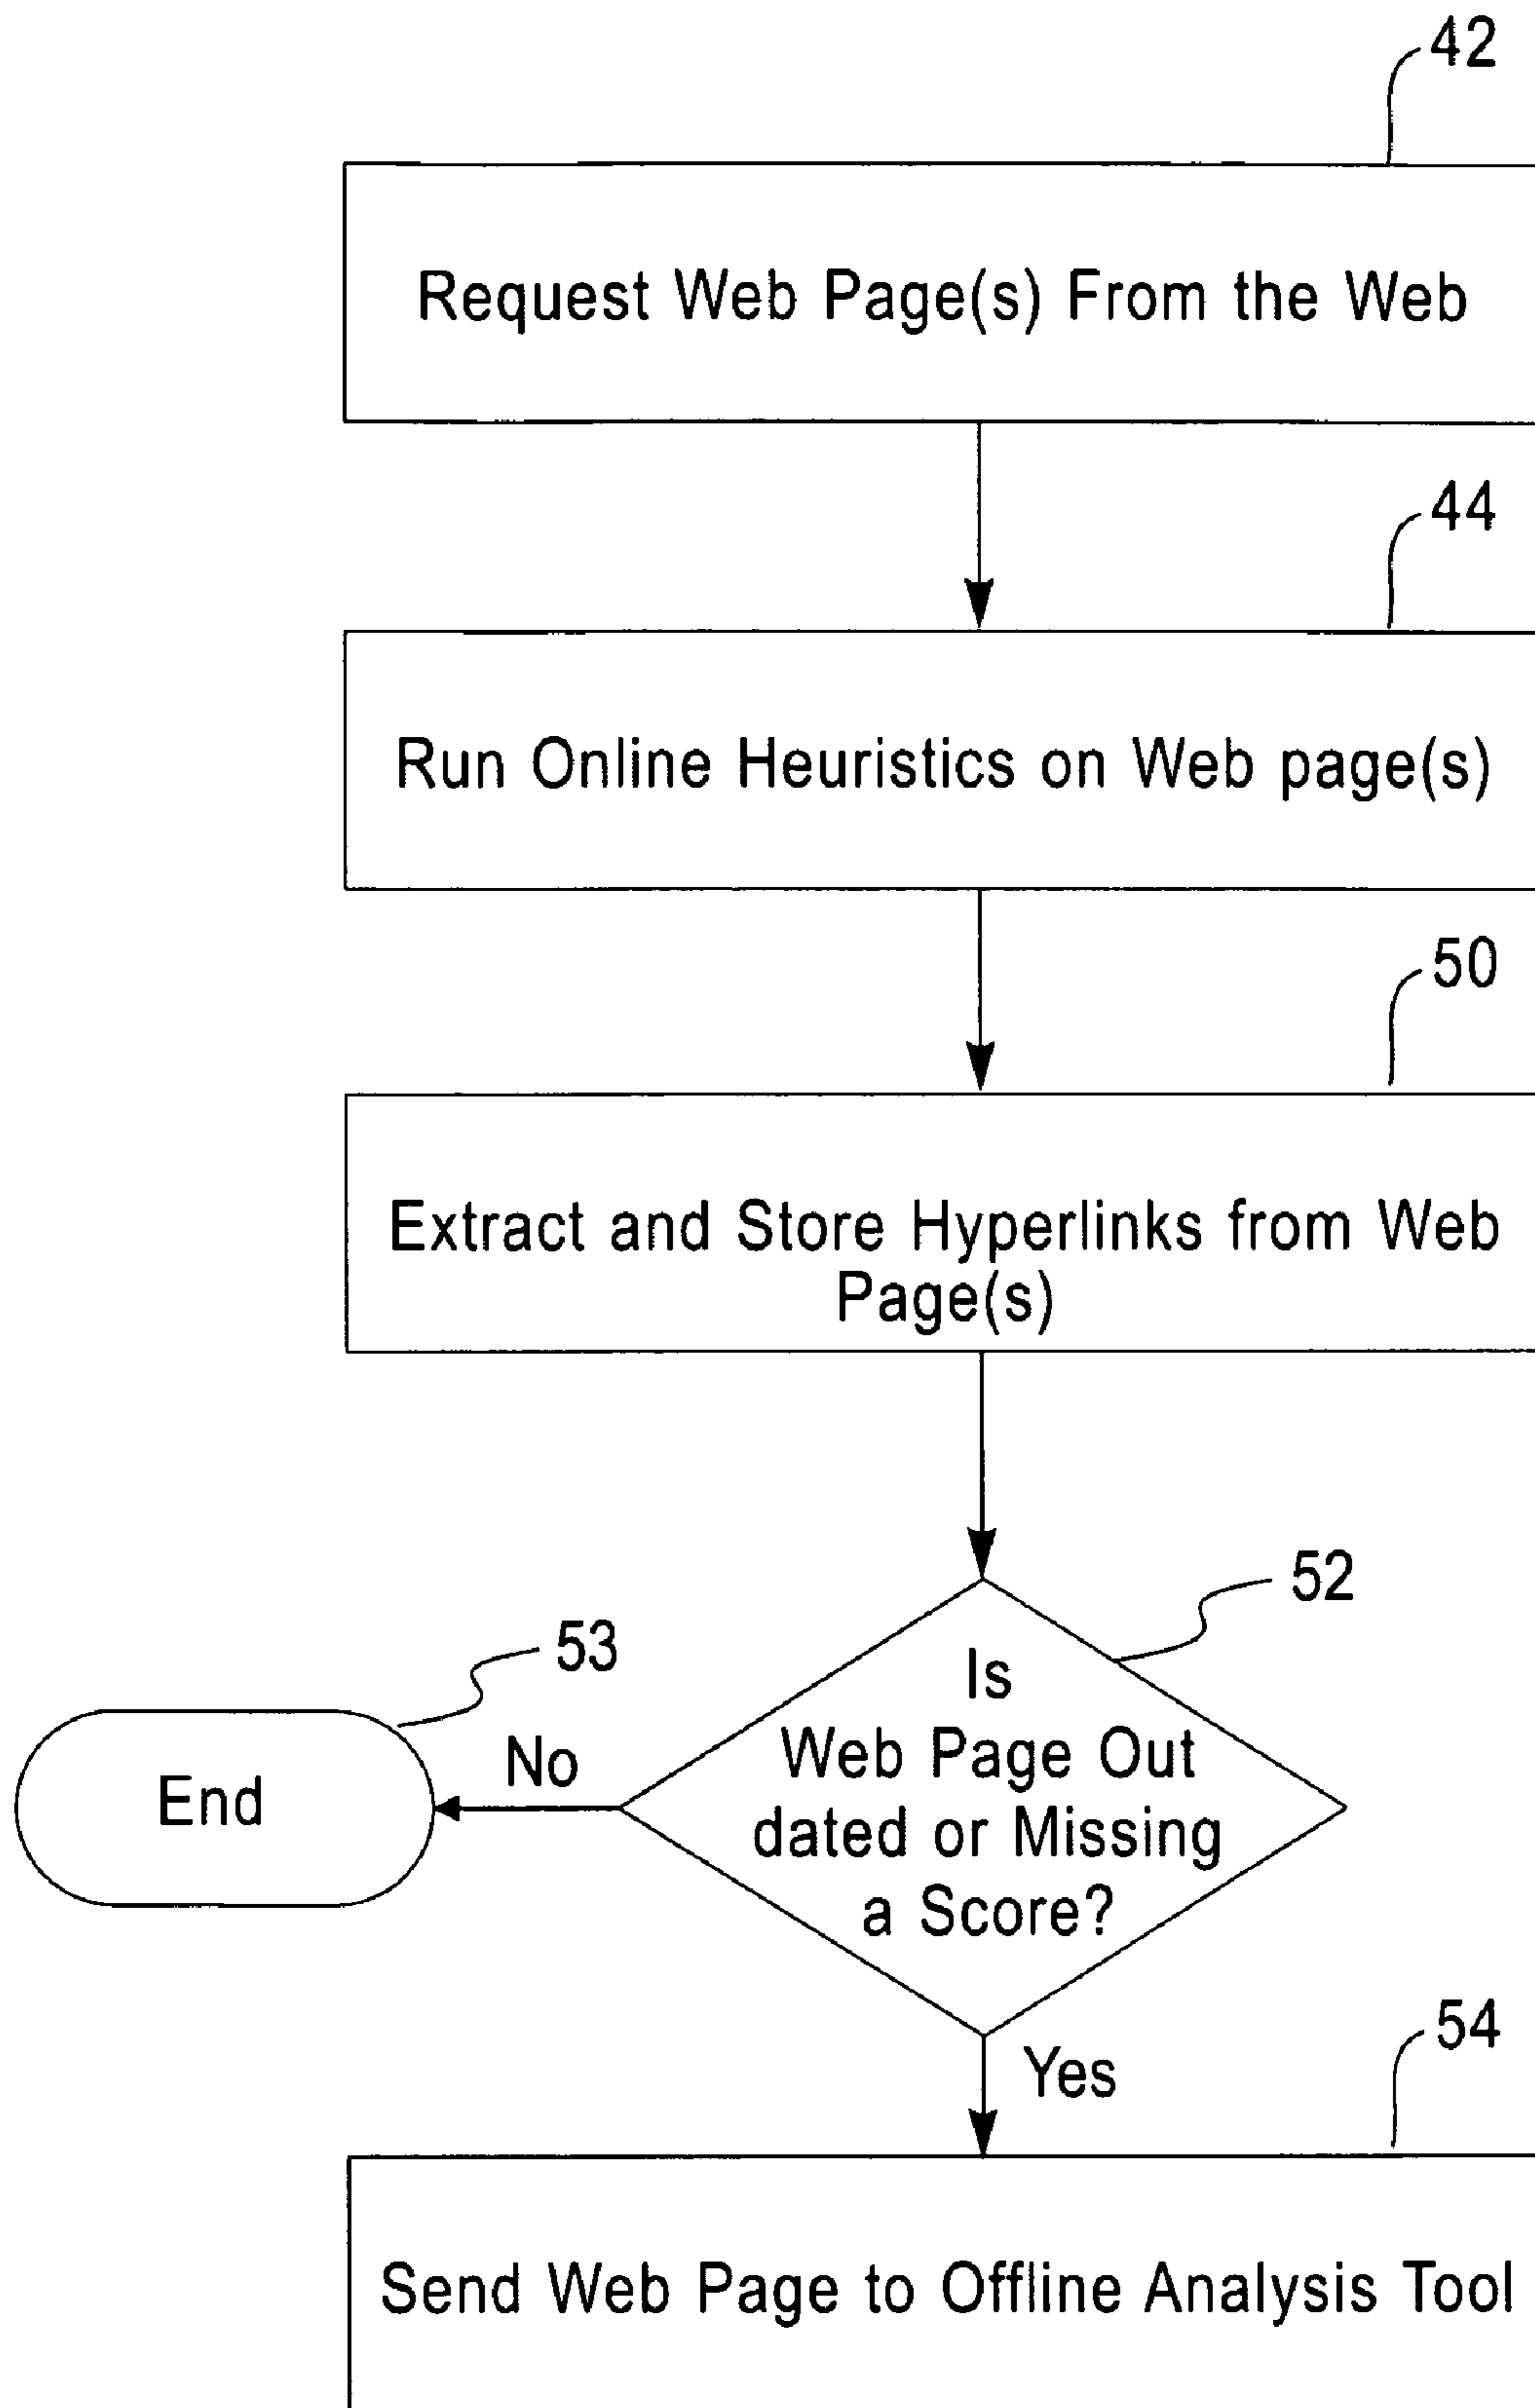 42
Request Web Page(s) From the Web
44
Run Online Heuristics on Web page(s)
50
Extract and Store Hyperlinks from Web
Page(s)
52
53
Is
Web Page Out
dated or Missing
a Score?
No
End
Yes
54
Send Web Page to Offline Analysis Tool